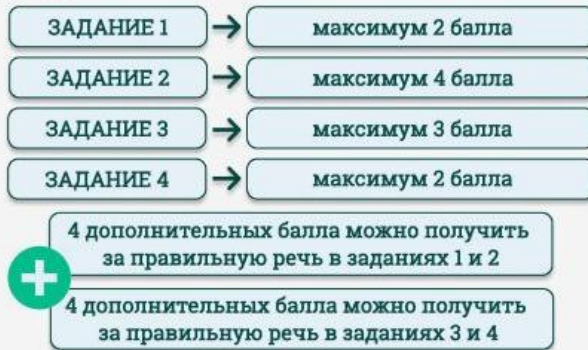 ЗАДАНИЕ 1 → максимум 2 балла
ЗАДАНИЕ 2 → максимум 4 балла
ЗАДАНИЕ 3 → максимум 3 балла
ЗАДАНИЕ 4 → максимум 2 балла
4 дополнительных балла можно получить
за правильную речь в заданиях 1 и 2
+
4 дополнительных балла можно получить
за правильную речь в заданиях 3 и 4